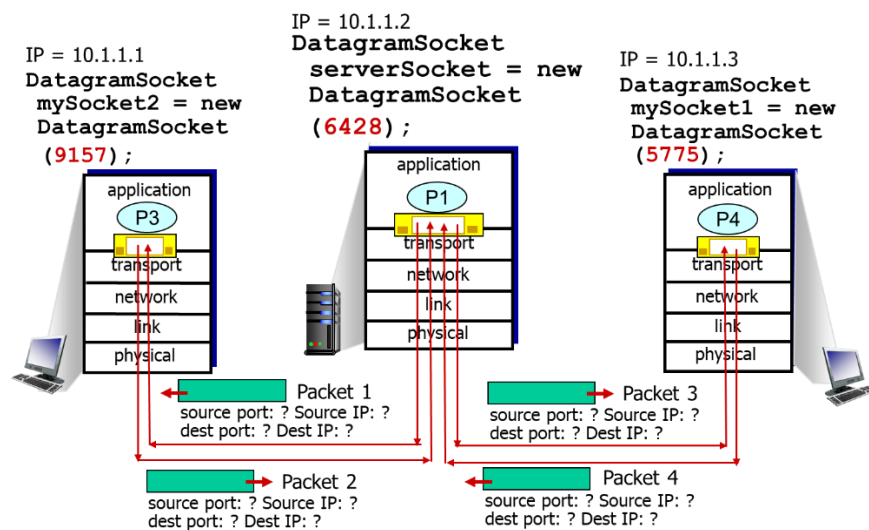 IP = 10.1.1.1
DatagramSocket
mySocket2 = new
DatagramSocket
(9157);
IP = 10.1.1.2
DatagramSocket
serverSocket = new
DatagramSocket
(6428);
IP = 10.1.1.3
DatagramSocket
mySocket1 = new
DatagramSocket
(5775);
application
P3
transport
network
link
physical
application
P1
transport
network
link
physical
application
P4
transport
network
link
physical
Packet 1
source port: ? Source IP: ?
dest port: ? Dest IP: ?
Packet 3
source port: ? Source IP: ?
dest port: ? Dest IP: ?
Packet 2
source port: ? Source IP: ?
dest port: ? Dest IP: ?
Packet 4
source port: ? Source IP: ?
dest port: ? Dest IP: ?